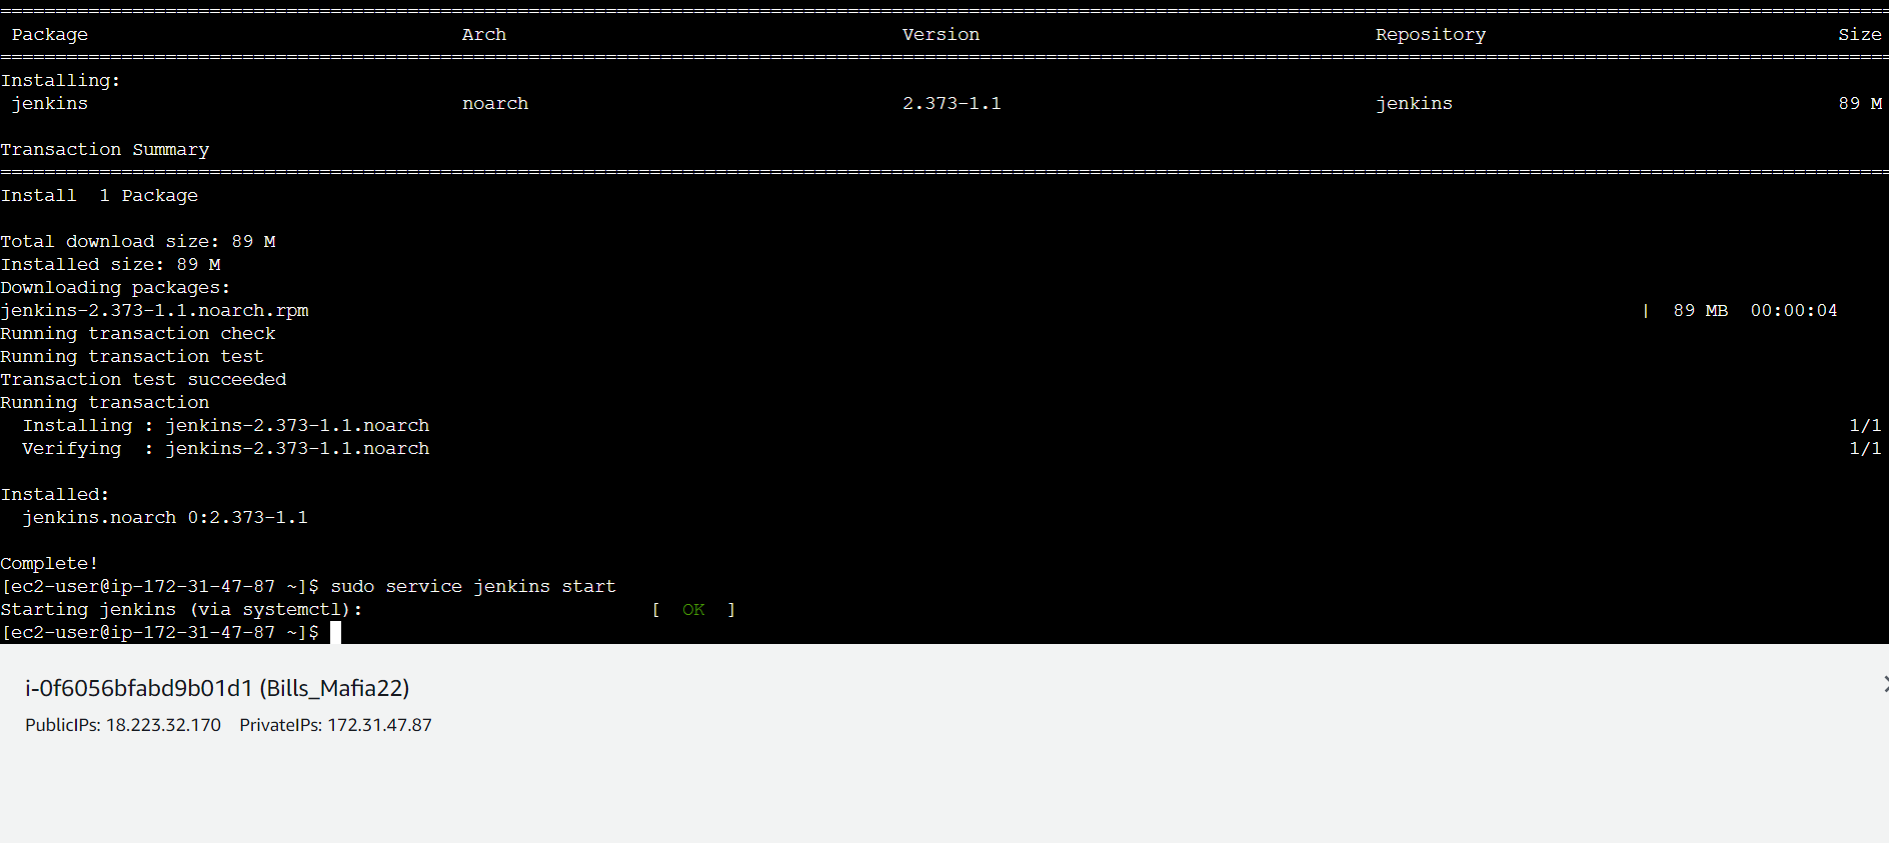 ================================================================================
Package Arch Version Repository Size
================================================================================
Installing:
jenkins noarch 2.373-1.1 jenkins 89 M
Transaction Summary
================================================================================
Install 1 Package
Total download size: 89 M
Installed size: 89 M
Downloading packages:
jenkins-2.373-1.1.noarch.rpm | 89 MB 00:00:04
Running transaction check
Running transaction test
Transaction test succeeded
Running transaction
Installing : jenkins-2.373-1.1.noarch 1/1
Verifying : jenkins-2.373-1.1.noarch 1/1
Installed:
jenkins.noarch 0:2.373-1.1
Complete!
[ec2-user@ip-172-31-47-87 ~]$ sudo service jenkins start
Starting jenkins (via systemctl): [ OK ]
[ec2-user@ip-172-31-47-87 ~]$
i-0f6056bfabd9b01d1 (Bills_Mafia22)
PublicIPs: 18.223.32.170 PrivateIPs: 172.31.47.87